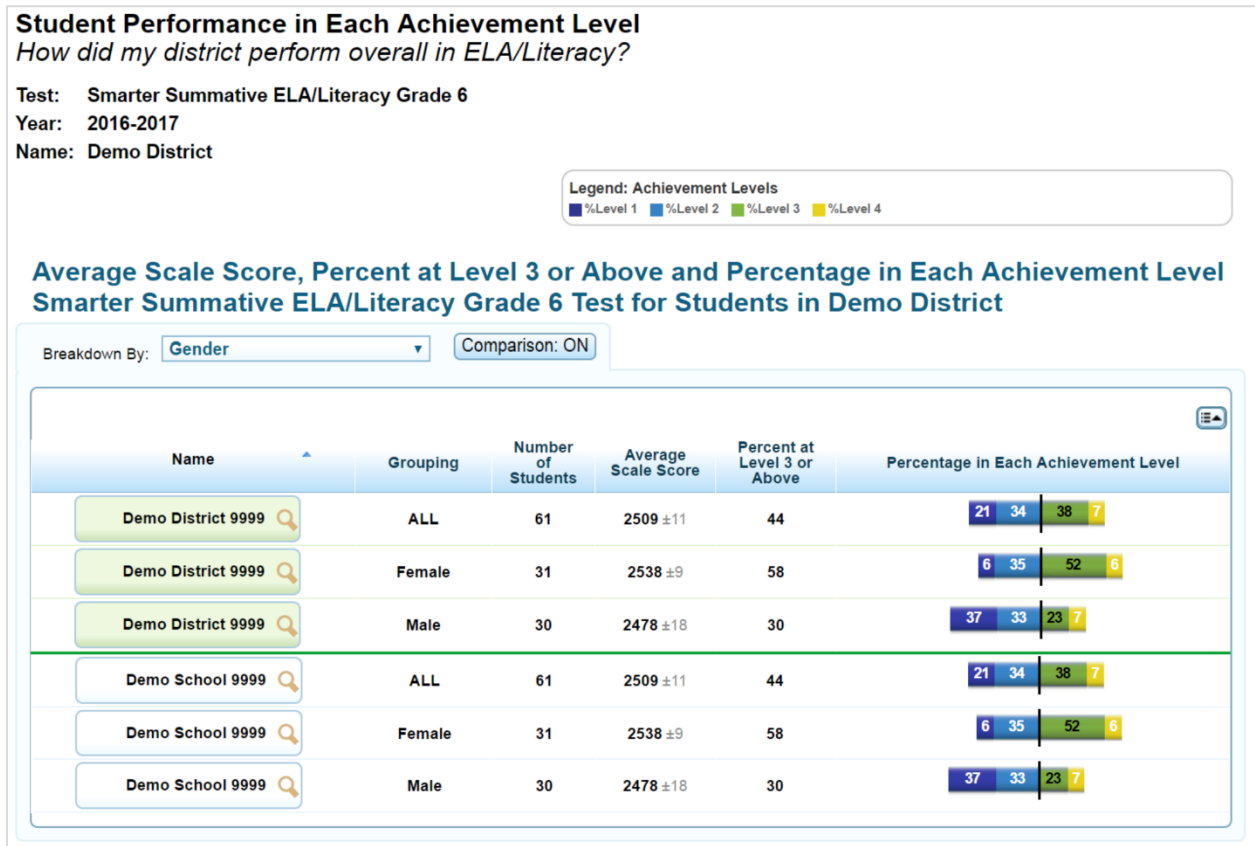 Student Performance in Each Achievement Level
How did my district perform overall in ELA/Literacy?
Test: Smarter Summative ELA/Literacy Grade 6
Year: 2016-2017
Name: Demo District
Legend: Achievement Levels
%Level 1 %Level 2 %Level 3 %Level 4
Average Scale Score, Percent at Level 3 or Above and Percentage in Each Achievement Level
Smarter Summative ELA/Literacy Grade 6 Test for Students in Demo District
Breakdown By: Gender Comparison: ON
Name Grouping Number of Students Average Scale Score Percent at Level 3 or Above Percentage in Each Achievement Level
Demo District 9999 ALL 61 2509 ±11 44 21 34 38 7
Demo District 9999 Female 31 2538 ±9 58 6 35 52 6
Demo District 9999 Male 30 2478 ±18 30 37 33 23 7
Demo School 9999 ALL 61 2509 ±11 44 21 34 38 7
Demo School 9999 Female 31 2538 ±9 58 6 35 52 6
Demo School 9999 Male 30 2478 ±18 30 37 33 23 7